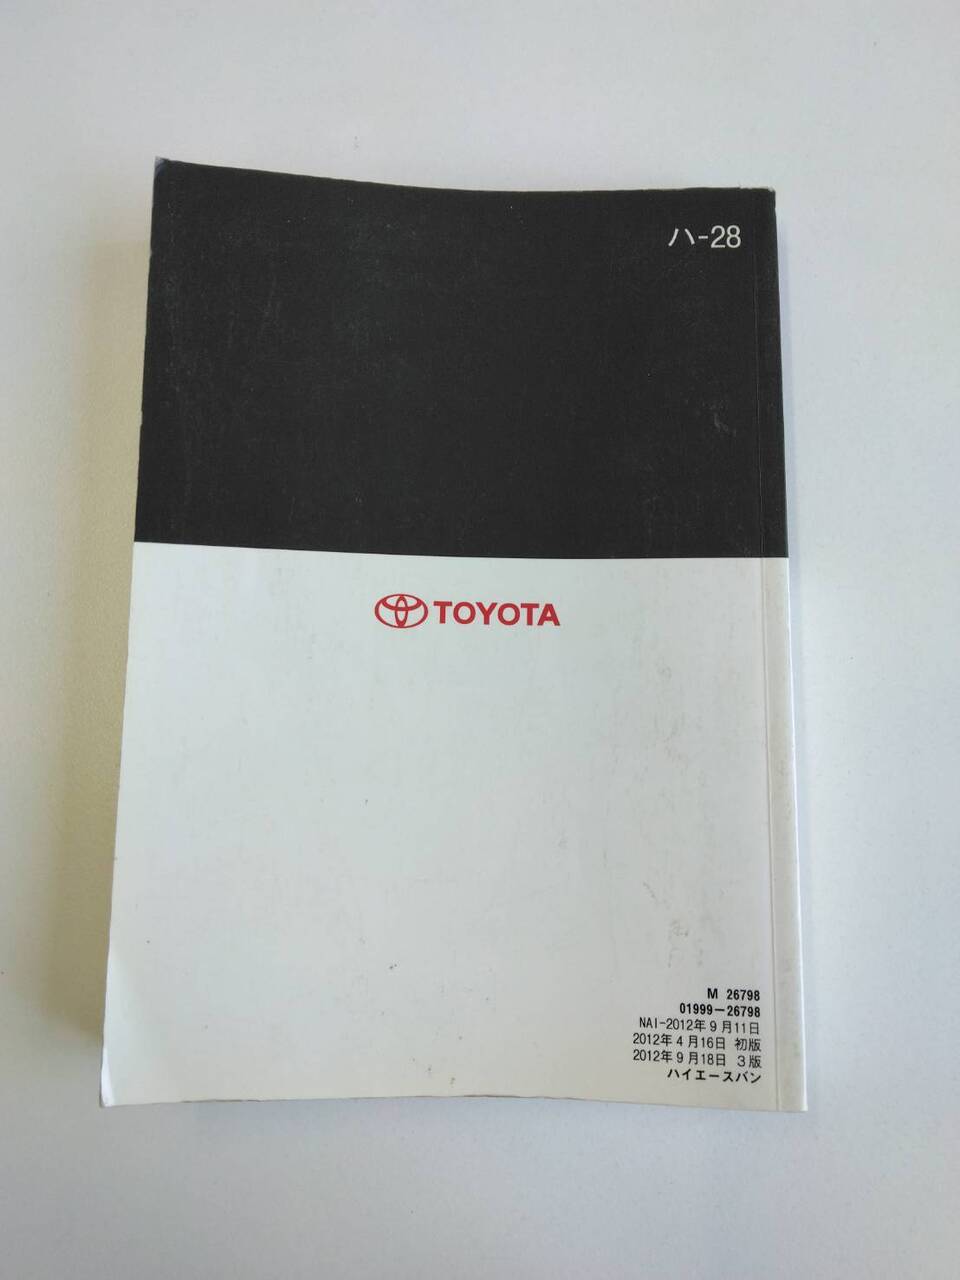 ハ-28
TOYOTA
M 26798
01999-26798
NAI-2012年9月11日
2012年4月16日 初版
2012年9月18日 3版
ハイエースバン